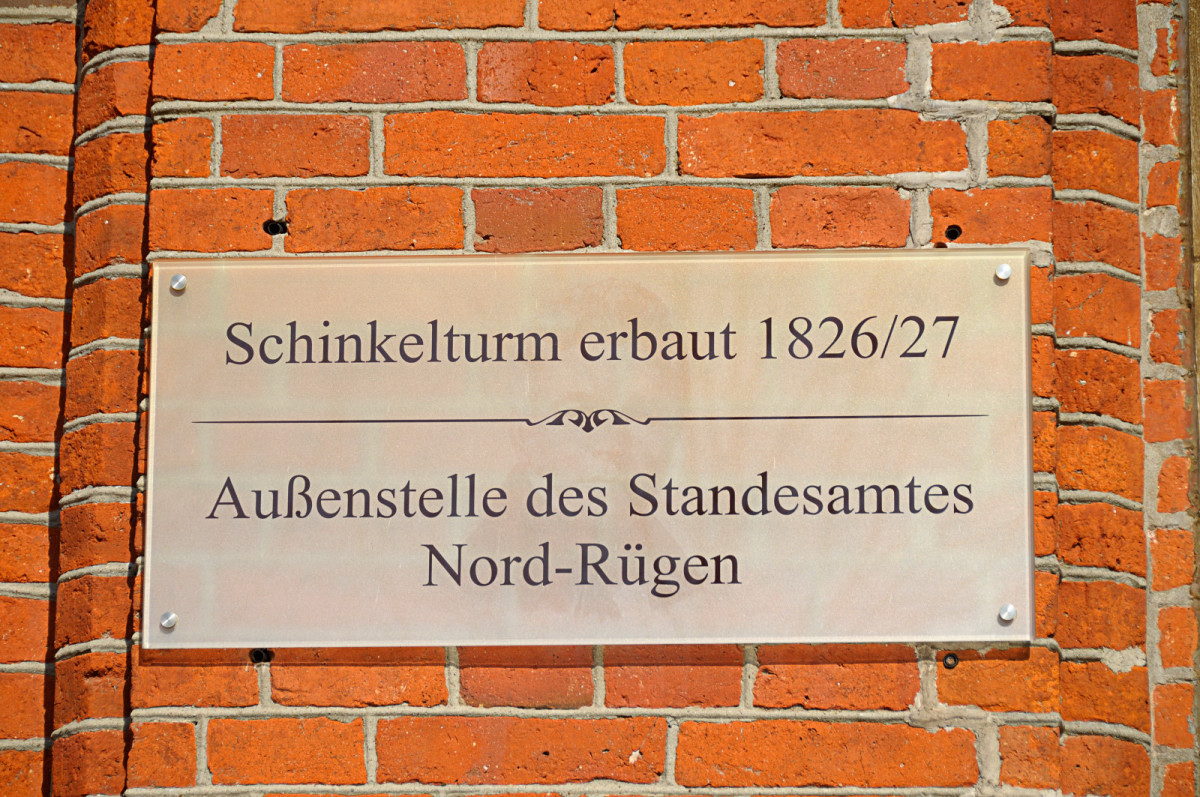 Schinkelturm erbaut 1826/27
Außenstelle des Standesamtes
Nord-Rügen